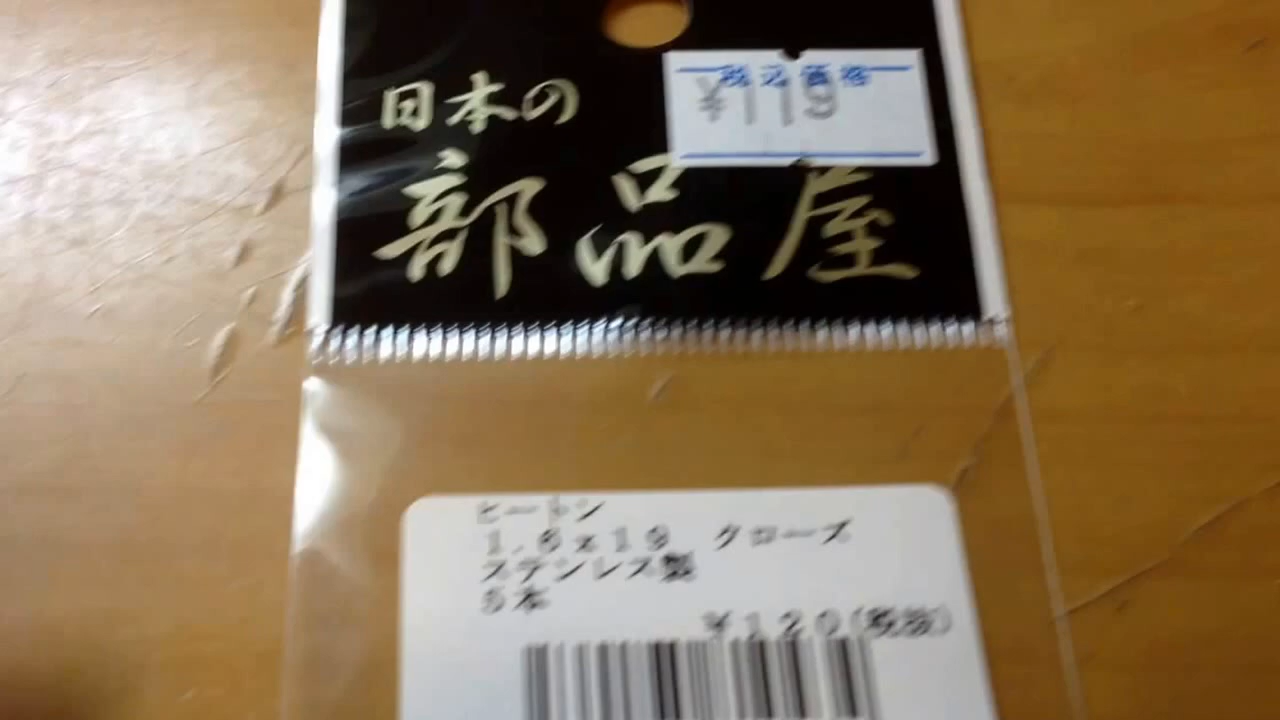 税込価格
¥119
日本の
部品屋
ヒートン
1.6x19 クローズ
ステンレス製
5本
¥120(税抜)